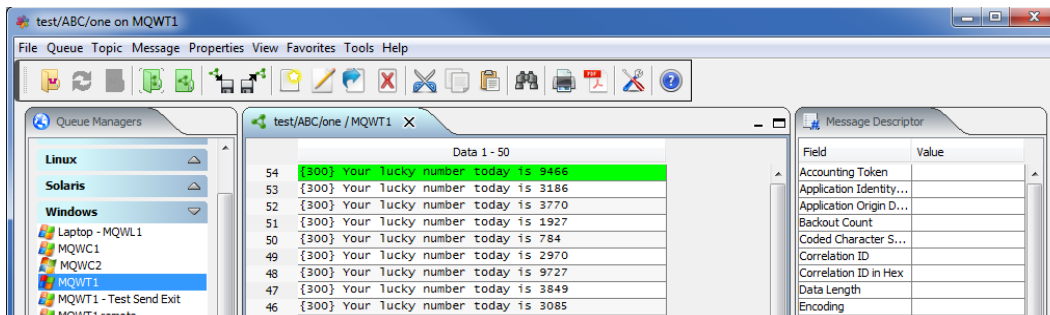 test/ABC/one on MQWT1
File Queue Topic Message Properties View Favorites Tools Help
PDF
Queue Managers
Linux
Solaris
Windows
Laptop - MQWL1
MQWC1
MQWC2
MQWT1
MQWT1 - Test Send Exit
MQWT1 remote
test/ABC/one / MQWT1 X
Data 1 - 50
54 {300} Your lucky number today is 9466
53 {300} Your lucky number today is 3186
52 {300} Your lucky number today is 3770
51 {300} Your lucky number today is 1927
50 {300} Your lucky number today is 784
49 {300} Your lucky number today is 2970
48 {300} Your lucky number today is 9727
47 {300} Your lucky number today is 3849
46 {300} Your lucky number today is 3085
Message Descriptor
Field Value
Accounting Token
Application Identity...
Application Origin D...
Backout Count
Coded Character S...
Correlation ID
Correlation ID in Hex
Data Length
Encoding